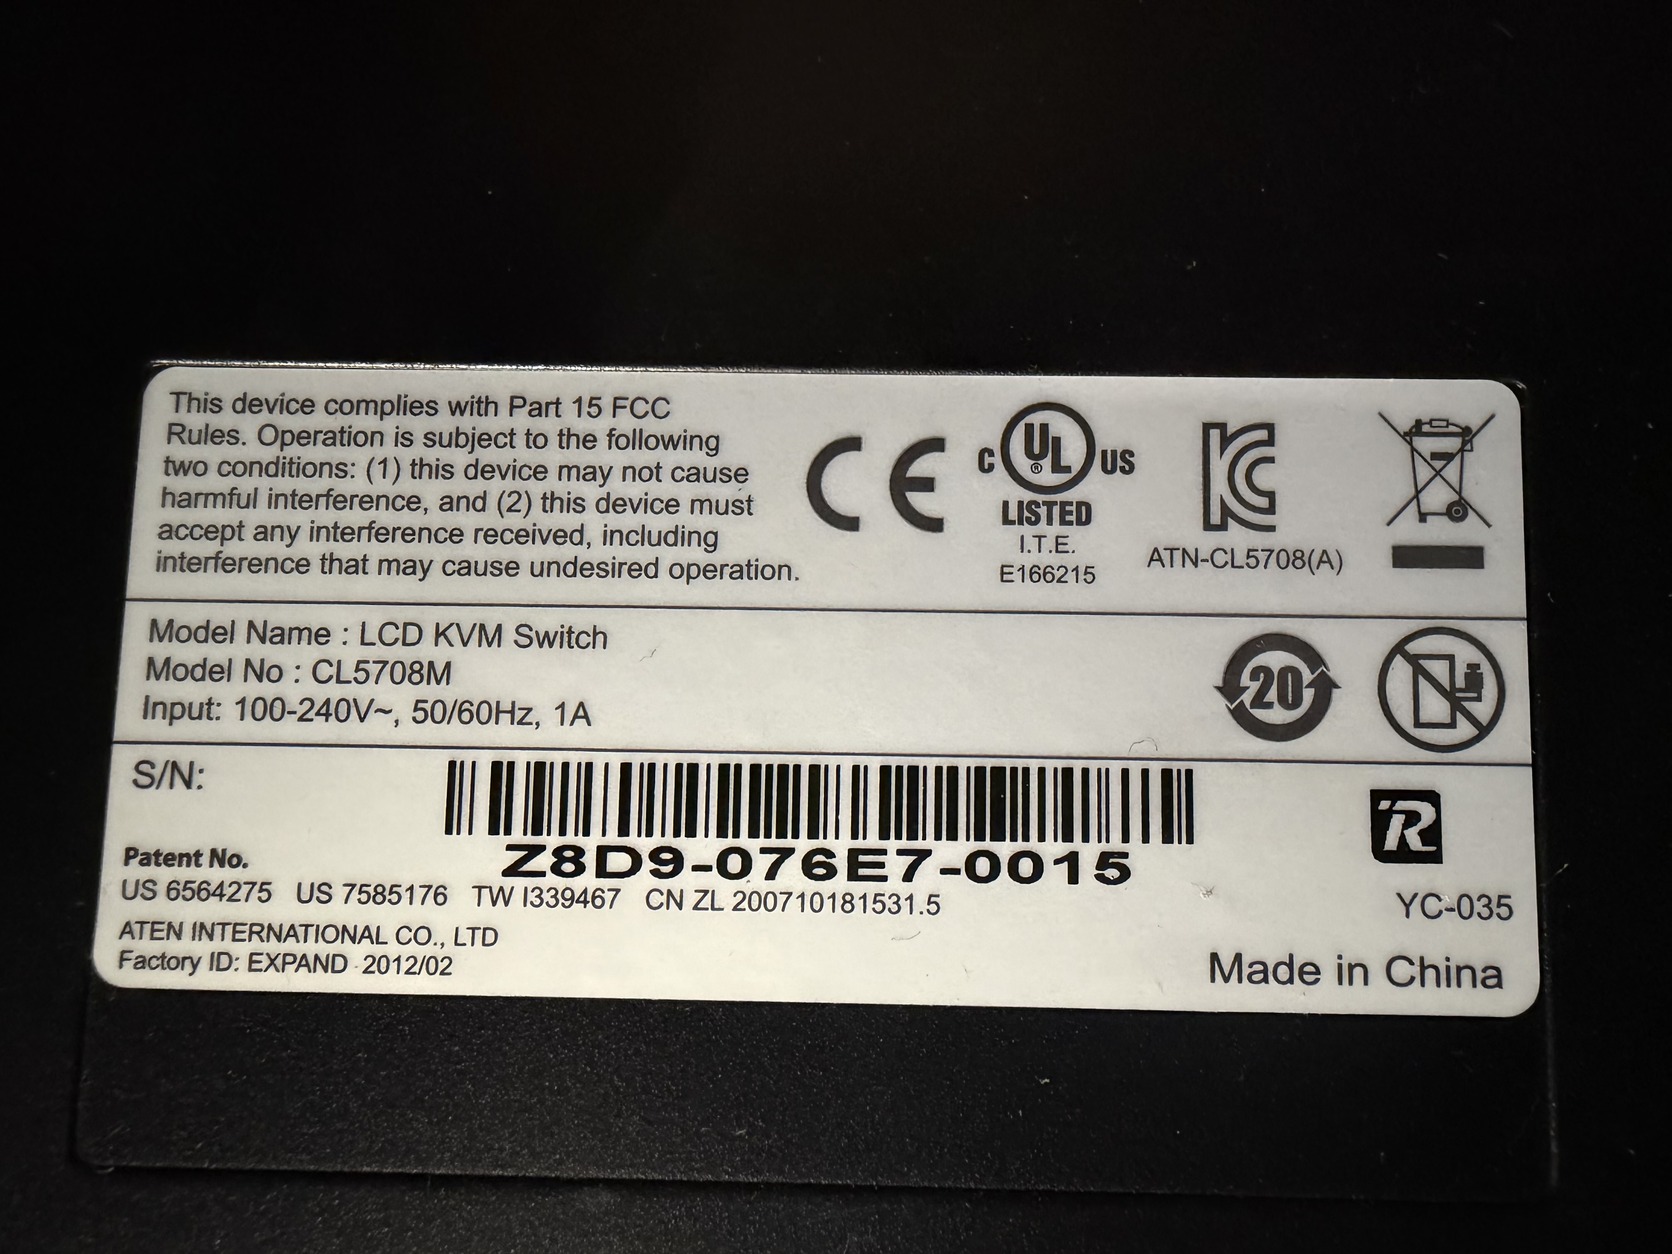 This device complies with Part 15 FCC
Rules. Operation is subject to the following
two conditions: (1) this device may not cause
harmful interference, and (2) this device must
accept any interference received, including
interference that may cause undesired operation.
CE
C UL ® US
LISTED
I.T.E.
E166215
KC
ATN-CL5708(A)
Model Name : LCD KVM Switch
Model No : CL5708M
Input: 100-240V~, 50/60Hz, 1A
20
S/N:
Z8D9-076E7-0015
Patent No.
US 6564275 US 7585176 TW I339467 CN ZL 200710181531.5
ATEN INTERNATIONAL CO., LTD
Factory ID: EXPAND 2012/02
R
YC-035
Made in China